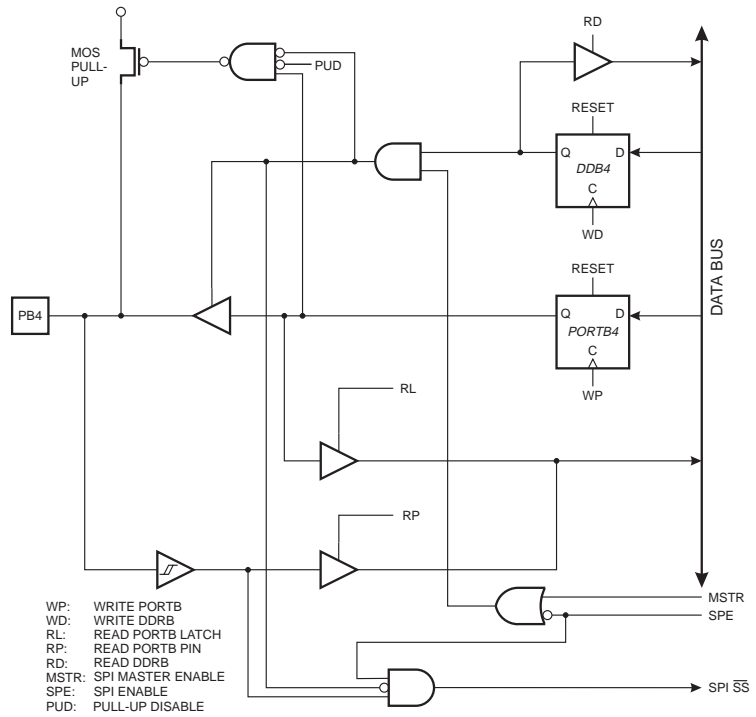 RD
MOS
PULL-
UP
PUD
RESET
Q D
DDB4
C
WD
RESET
PB4
Q D
PORTB4
C
WP
DATA BUS
RL
RP
WP: WRITE PORTB
WD: WRITE DDRB
RL: READ PORTB LATCH
RP: READ PORTB PIN
RD: READ DDRB
MSTR: SPI MASTER ENABLE
SPE: SPI ENABLE
PUD: PULL-UP DISABLE
MSTR
SPE
SPI S̅S̅